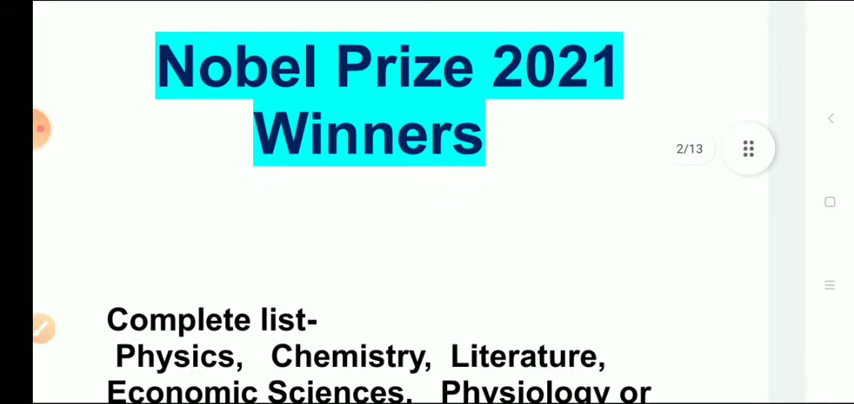 Nobel Prize 2021
Winners
2/13
Complete list-
Physics, Chemistry, Literature,
Economic Sciences, Physiology or